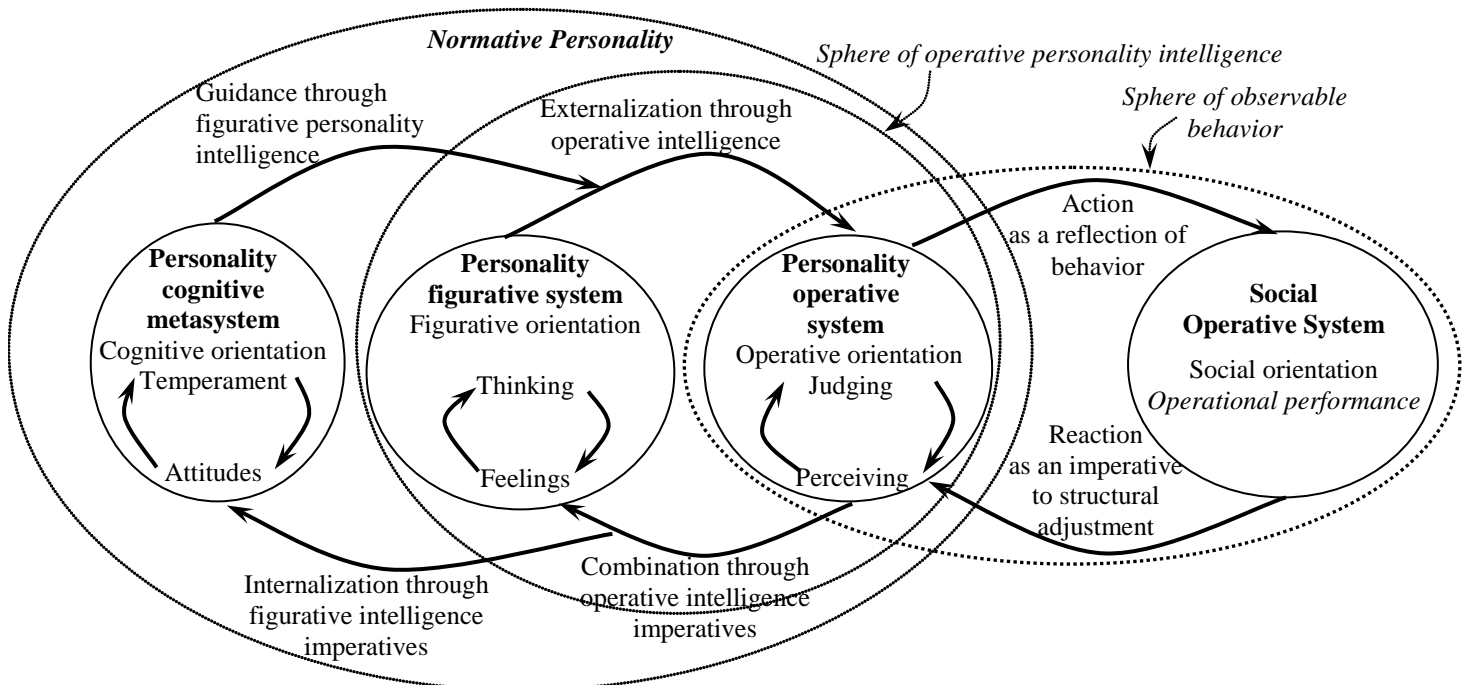 Normative Personality
Sphere of operative personality intelligence
Sphere of observable
behavior
Guidance through
figurative personality
intelligence
Externalization through
operative intelligence
Action
as a reflection of
behavior
Personality
cognitive
metasystem
Cognitive orientation
Temperament
Attitudes
Personality
figurative system
Figurative orientation
Thinking
Feelings
Personality
operative
system
Operative orientation
Judging
Perceiving
Social
Operative System
Social orientation
Operational performance
Reaction
as an imperative
to structural
adjustment
Internalization through
figurative intelligence
imperatives
Combination through
operative intelligence
imperatives